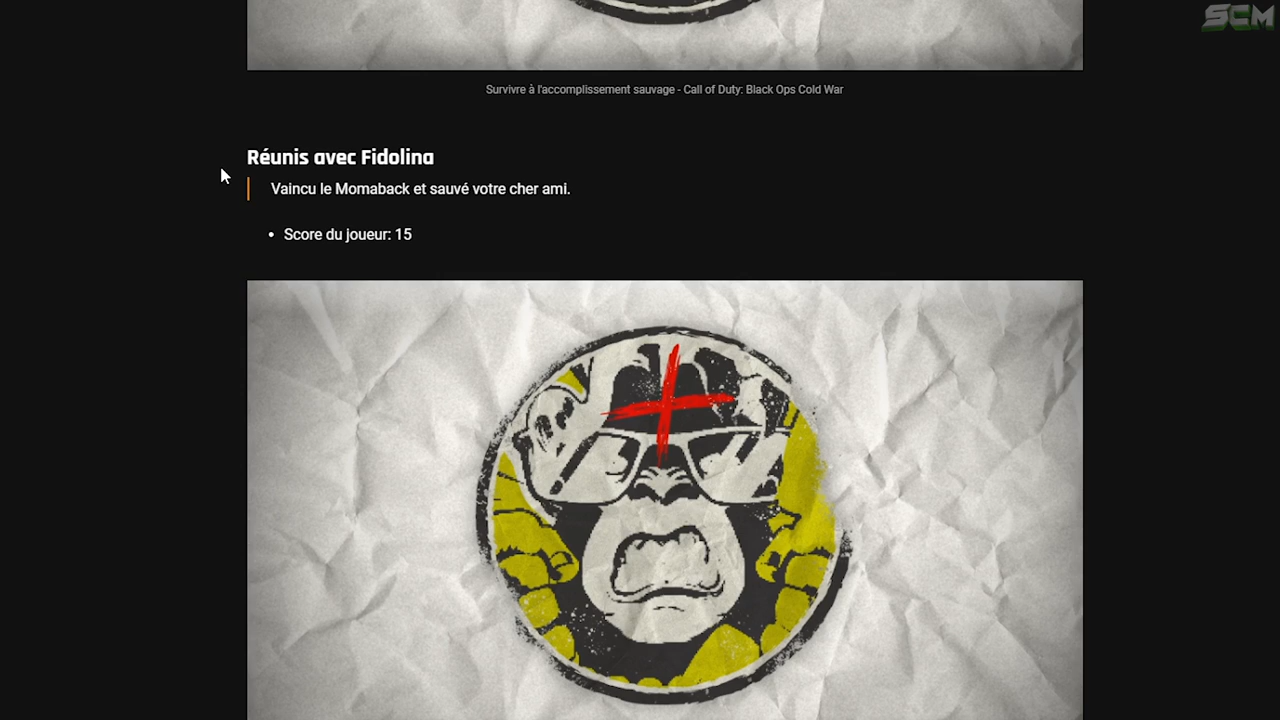 SCM
Survivre à l'accomplissement sauvage - Call of Duty: Black Ops Cold War
Réunis avec Fidolina
Vaincu le Momaback et sauvé votre cher ami.
• Score du joueur: 15